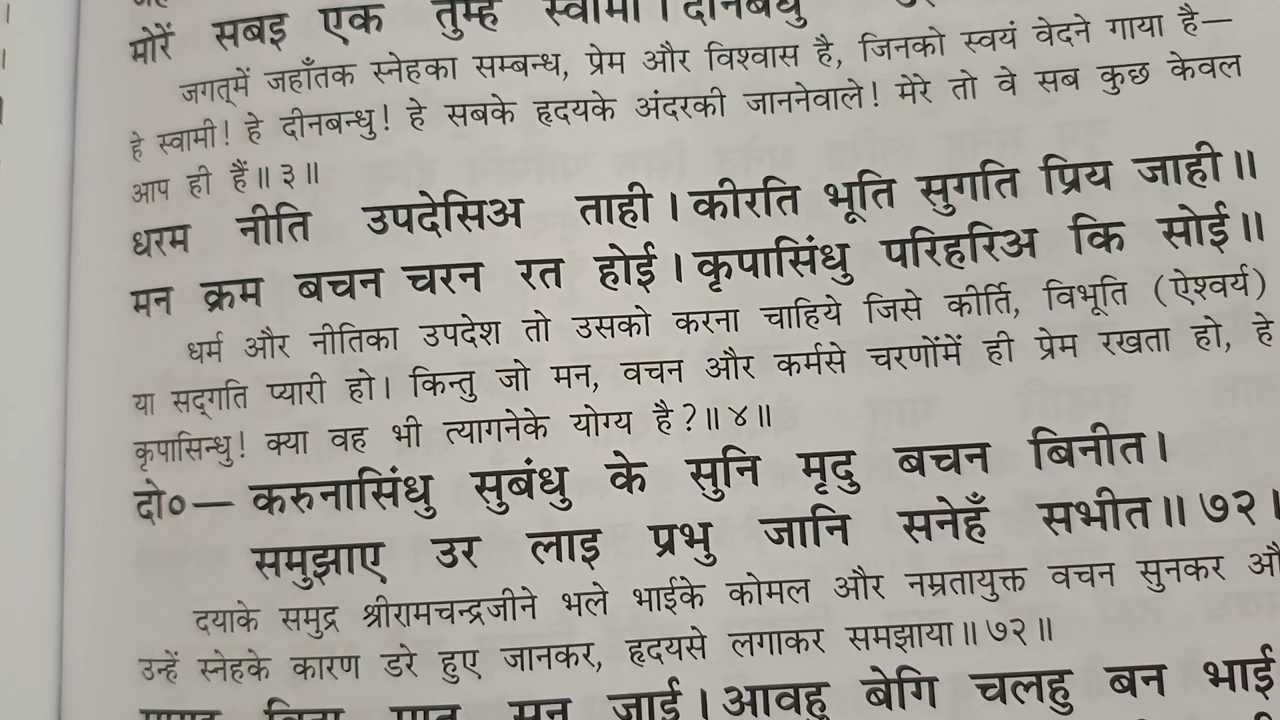 मोरें सबइ एक तुम्ह स्वामी। दीनबंधु
जगत्‌में जहाँतक स्नेहका सम्बन्ध, प्रेम और विश्वास है, जिनको स्वयं वेदने गाया है—
हे स्वामी! हे दीनबन्धु! हे सबके हृदयके अंदरकी जाननेवाले! मेरे तो वे सब कुछ केवल
आप ही हैं॥ ३॥
धरम नीति उपदेसिअ ताही। कीरति भूति सुगति प्रिय जाही॥
मन क्रम बचन चरन रत होई। कृपासिंधु परिहरिअ कि सोई॥
धर्म और नीतिका उपदेश तो उसको करना चाहिये जिसे कीर्ति, विभूति (ऐश्वर्य)
या सद्‌गति प्यारी हो। किन्तु जो मन, वचन और कर्मसे चरणोंमें ही प्रेम रखता हो, हे
कृपासिन्धु! क्या वह भी त्यागनेके योग्य है?॥ ४॥
दो०— करुनासिंधु सुबंधु के सुनि मृदु बचन बिनीत।
समुझाए उर लाइ प्रभु जानि सनेहँ सभीत॥ ७२।
दयाके समुद्र श्रीरामचन्द्रजीने भले भाईके कोमल और नम्रतायुक्त वचन सुनकर औ
उन्हें स्नेहके कारण डरे हुए जानकर, हृदयसे लगाकर समझाया॥ ७२॥
मन जाई। आवहु बेगि चलहु बन भाई